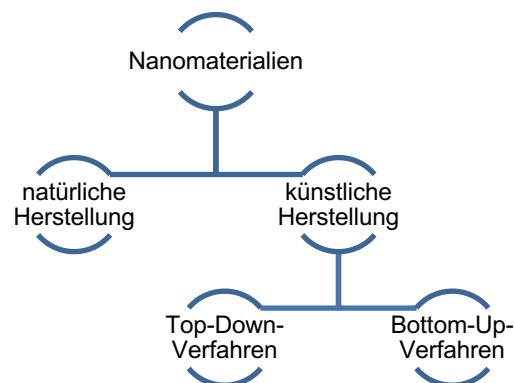 Nanomaterialien
natürliche
Herstellung
künstliche
Herstellung
Top-Down-
Verfahren
Bottom-Up-
Verfahren